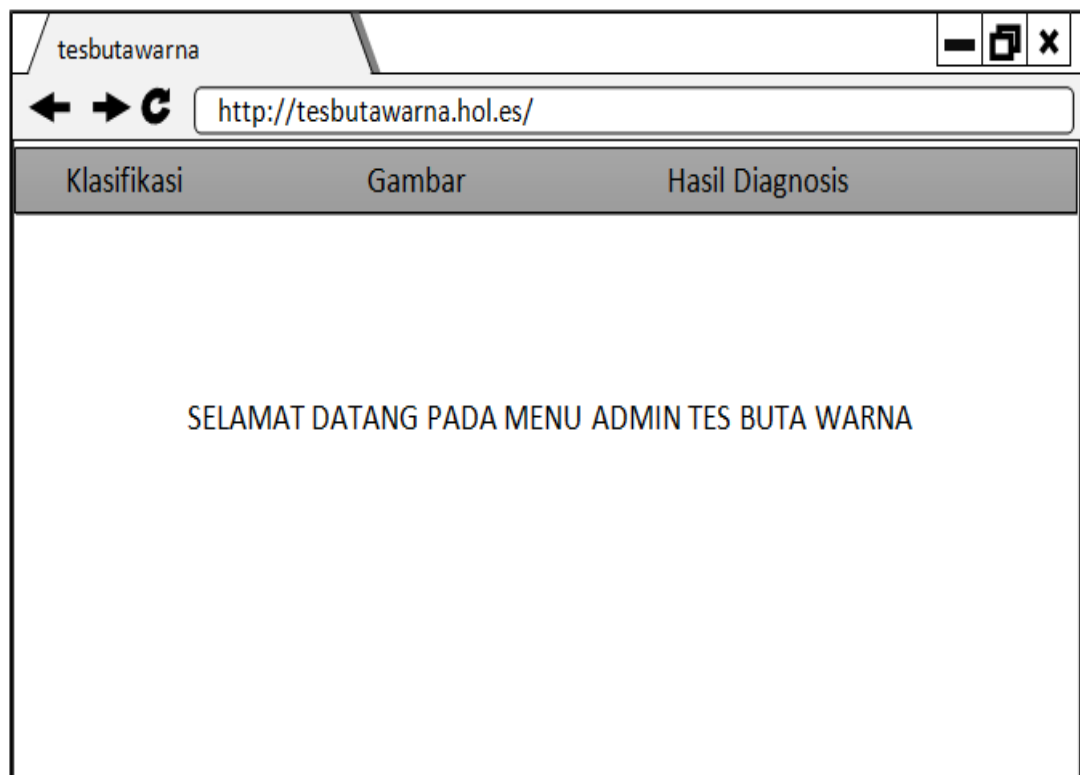 tesbutawarna
http://tesbutawarna.hol.es/
Klasifikasi Gambar Hasil Diagnosis
SELAMAT DATANG PADA MENU ADMIN TES BUTA WARNA